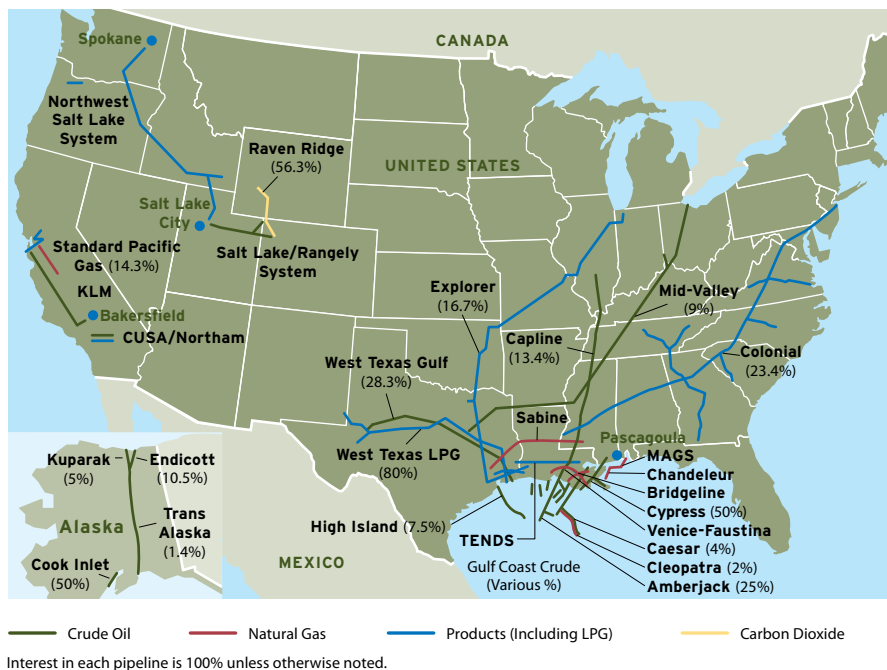 CANADA
Spokane
Northwest
Salt Lake
System
Raven Ridge
(56.3%)
UNITED STATES
Salt Lake
City
Standard Pacific
Gas (14.3%)
Salt Lake/Rangely
System
KLM
Bakersfield
CUSA/Northam
Explorer
(16.7%)
Mid-Valley
(9%)
Capline
(13.4%)
Colonial
(23.4%)
West Texas Gulf
(28.3%)
Sabine
West Texas LPG
(80%)
Pascagoula
MAGS
Chandeleur
Bridgeline
Cypress (50%)
Venice-Faustina
Caesar (4%)
Cleopatra (2%)
Amberjack (25%)
High Island (7.5%)
TENDS
Gulf Coast Crude
(Various %)
MEXICO
Kuparak
(5%)
Endicott
(10.5%)
Alaska
Trans
Alaska
(1.4%)
Cook Inlet
(50%)
Crude Oil
Natural Gas
Products (Including LPG)
Carbon Dioxide
Interest in each pipeline is 100% unless otherwise noted.